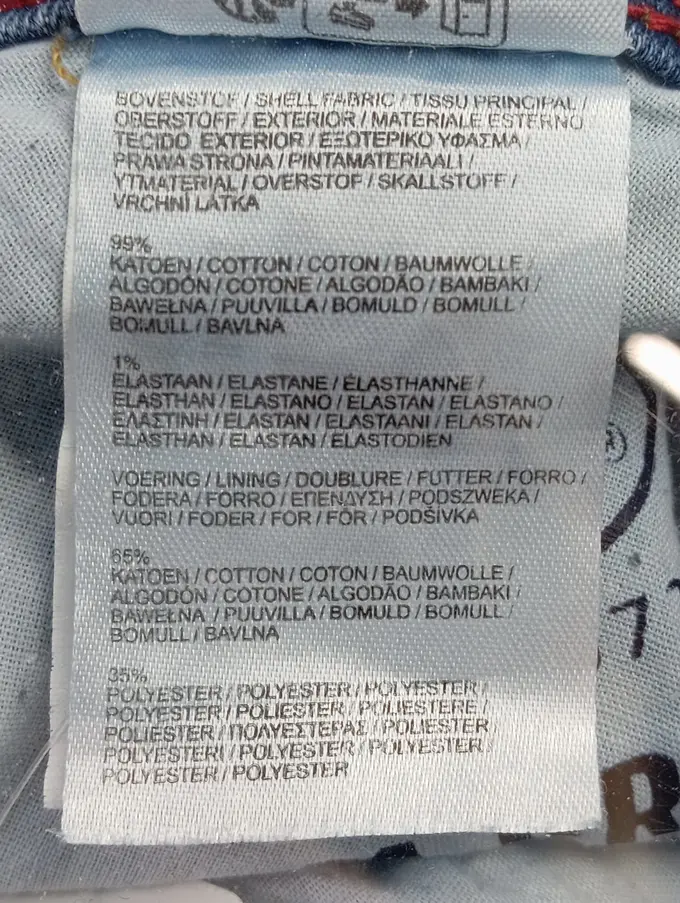 BOVENSTOF / SHELL FABRIC / TISSU PRINCIPAL /
OBERSTOFF / EXTERIOR / MATERIALE ESTERNO
TECIDO EXTERIOR / ΕΞΩΤΕΡΙΚΟ ΥΦΑΣΜΑ /
PRAWA STRONA / PINTAMATERIAALI /
YTMATERIAL / OVERSTOF / SKALLSTOFF /
VRCHNÍ LÁTKA
99%
KATOEN / COTTON / COTON / BAUMWOLLE /
ALGODÓN / COTONE / ALGODÃO / BAMBAKI /
BAWEŁNA / PUUVILLA / BOMULD / BOMULL /
BOMULL / BAVLNA
1%
ELASTAAN / ELASTANE / ÉLASTHANNE /
ELASTHAN / ELASTANO / ELASTAN / ELASTANO /
ΕΛΑΣΤΙΝΗ / ELASTAN / ELASTAANI / ELASTAN /
ELASTHAN / ELASTAN / ELASTODIEN
VOERING / LINING / DOUBLURE / FUTTER / FORRO /
FODERA / FORRO / ΕΠΕΝΔΥΣΗ / PODSZWEKA /
VUORI / FODER / FOR / FÔR / PODŠÍVKA
65%
KATOEN / COTTON / COTON / BAUMWOLLE /
ALGODÓN / COTONE / ALGODÃO / BAMBAKI /
BAWEŁNA / PUUVILLA / BOMULD / BOMULL /
BOMULL / BAVLNA
35%
POLYESTER / POLYESTER / POLYESTER /
POLYESTER / POLIESTER / POLIESTERE /
POLIESTER / ΠΟΛΥΕΣΤΕΡΑΣ / POLIESTER
POLYESTERI / POLYESTER / POLYESTER /
POLYESTER / POLYESTER